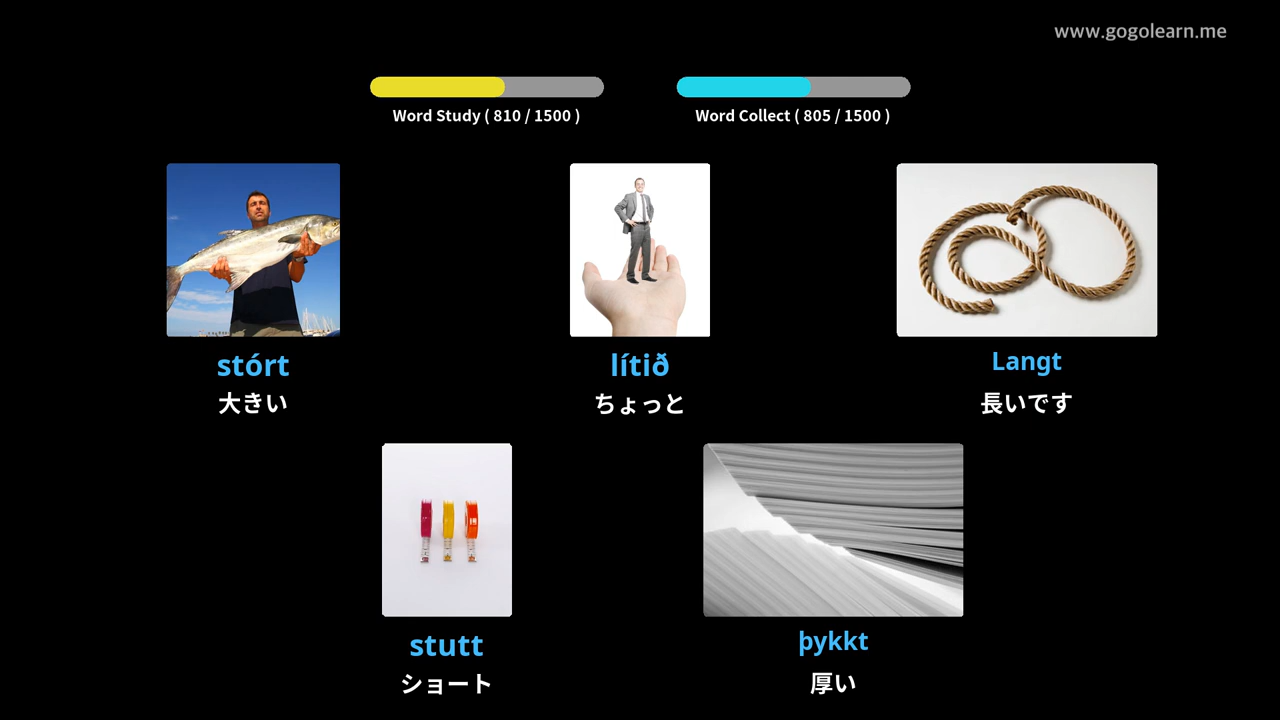 www.gogolearn.me
Word Study ( 810 / 1500 )
Word Collect ( 805 / 1500 )
stórt
大きい
lítið
ちょっと
Langt
長いです
stutt
ショート
þykkt
厚い